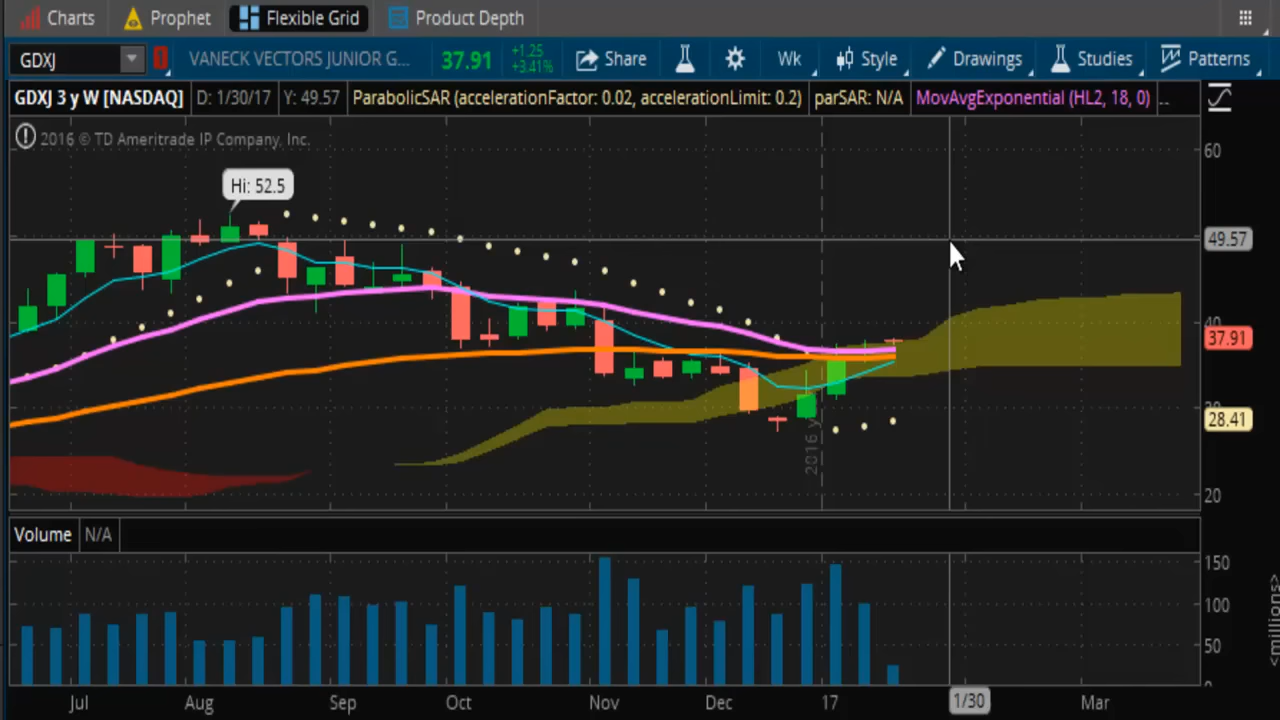 Charts Prophet Flexible Grid Product Depth
GDXJ VANECK VECTORS JUNIOR G... 37.91 +1.25 Share Wk Style Drawings Studies Patterns
+3.41%
GDXJ 3 y W [NASDAQ] D: 1/30/17 Y: 49.57 ParabolicSAR (accelerationFactor: 0.02, accelerationLimit: 0.2) parSAR: N/A MovAvgExponential (HL2, 18, 0) ...
2016 © TD Ameritrade IP Company, Inc.
60
Hi: 52.5
49.57
40
37.91
28.41
2016 y
20
Volume N/A
150
100
50
0
<millions>
Jul Aug Sep Oct Nov Dec 17 1/30 Mar